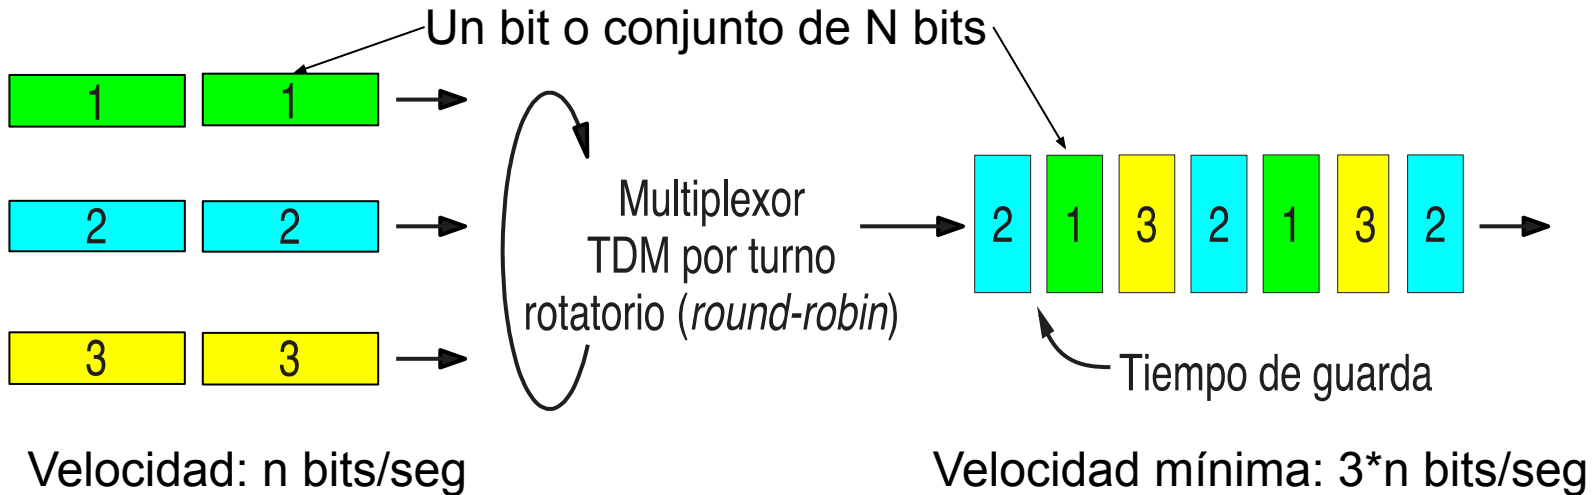 Un bit o conjunto de N bits
1 1
2 2
3 3
Multiplexor
TDM por turno
rotatorio (round-robin)
2 1 3 2 1 3 2
Tiempo de guarda
Velocidad: n bits/seg
Velocidad mínima: 3*n bits/seg